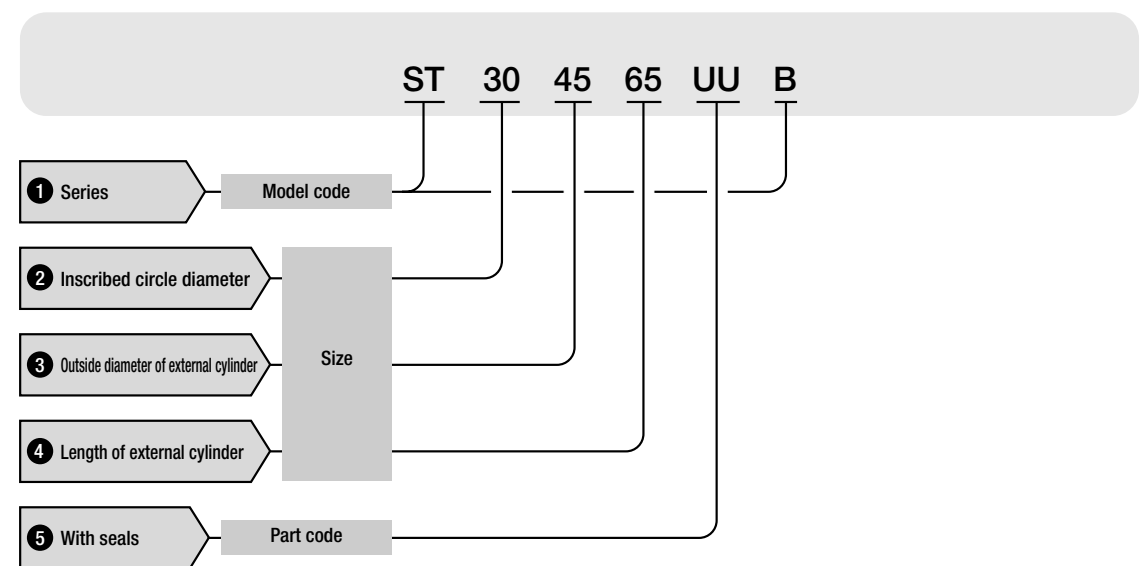 ST 30 45 65 UU B
1 Series
Model code
2 Inscribed circle diameter
3 Outside diameter of external cylinder
Size
4 Length of external cylinder
5 With seals
Part code